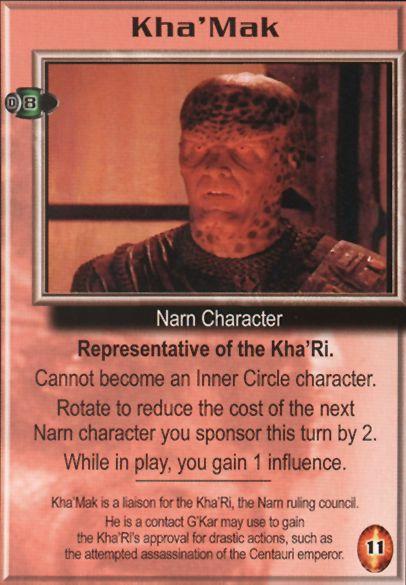 Kha'Mak
8
Narn Character
Representative of the Kha'Ri.
Cannot become an Inner Circle character.
Rotate to reduce the cost of the next
Narn character you sponsor this turn by 2.
While in play, you gain 1 influence.
Kha'Mak is a liaison for the Kha'Ri, the Narn ruling council.
He is a contact G'Kar may use to gain
the Kha'Ri's approval for drastic actions, such as
the attempted assassination of the Centauri emperor.
11